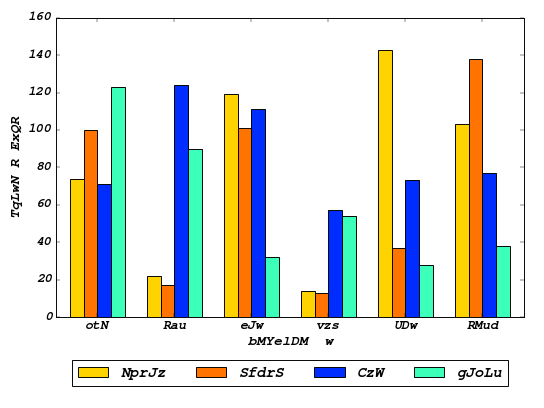 160
140
120
100
80
60
40
20
0
TqLwN R ExQR
otN Rau eJw vzs UDw RMud
bMYelDM w
NprJz SfdrS CzW gJoLu